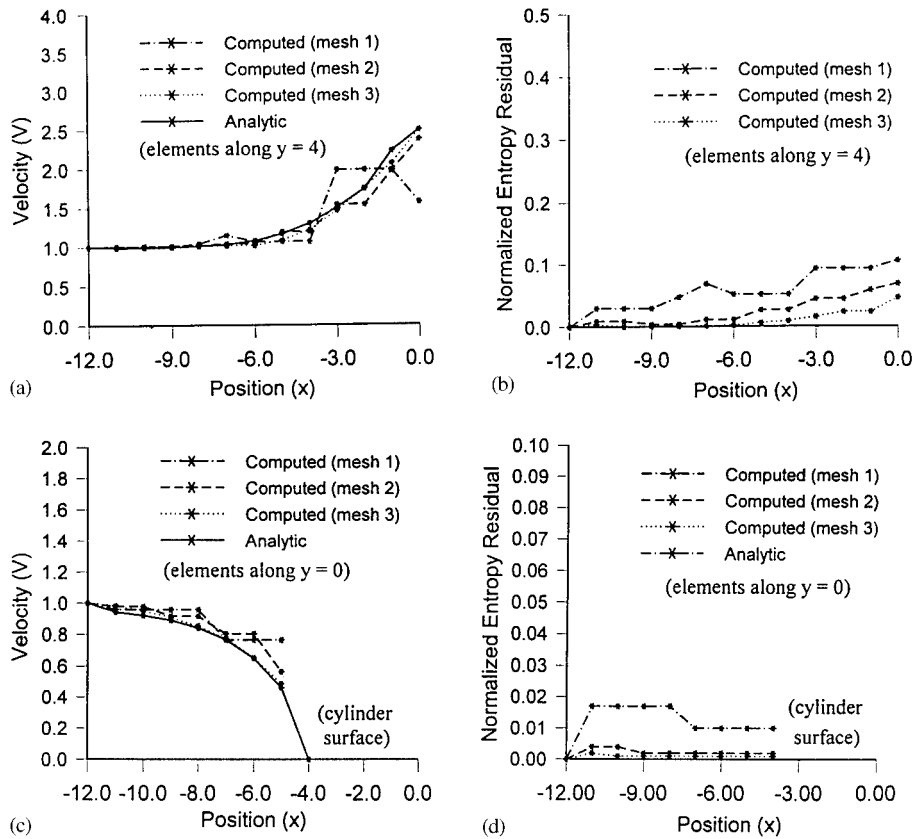 4.0
3.5
3.0
2.5
2.0
1.5
1.0
0.5
0.0
Velocity (V)
Computed (mesh 1)
Computed (mesh 2)
Computed (mesh 3)
Analytic
(elements along y = 4)
-12.0 -9.0 -6.0 -3.0 0.0
Position (x)
(a)
0.5
0.4
0.3
0.2
0.1
0.0
Normalized Entropy Residual
Computed (mesh 1)
Computed (mesh 2)
Computed (mesh 3)
(elements along y = 4)
-12.0 -9.0 -6.0 -3.0 0.0
Position (x)
(b)
2.0
1.8
1.6
1.4
1.2
1.0
0.8
0.6
0.4
0.2
0.0
Velocity (V)
Computed (mesh 1)
Computed (mesh 2)
Computed (mesh 3)
Analytic
(elements along y = 0)
(cylinder
surface)
-12.0 -10.0 -8.0 -6.0 -4.0 -2.0 0.0
Position (x)
(c)
0.10
0.09
0.08
0.07
0.06
0.05
0.04
0.03
0.02
0.01
0.00
Normalized Entropy Residual
Computed (mesh 1)
Computed (mesh 2)
Computed (mesh 3)
Analytic
(elements along y = 0)
(cylinder
surface)
-12.00 -9.00 -6.00 -3.00 0.00
Position (x)
(d)